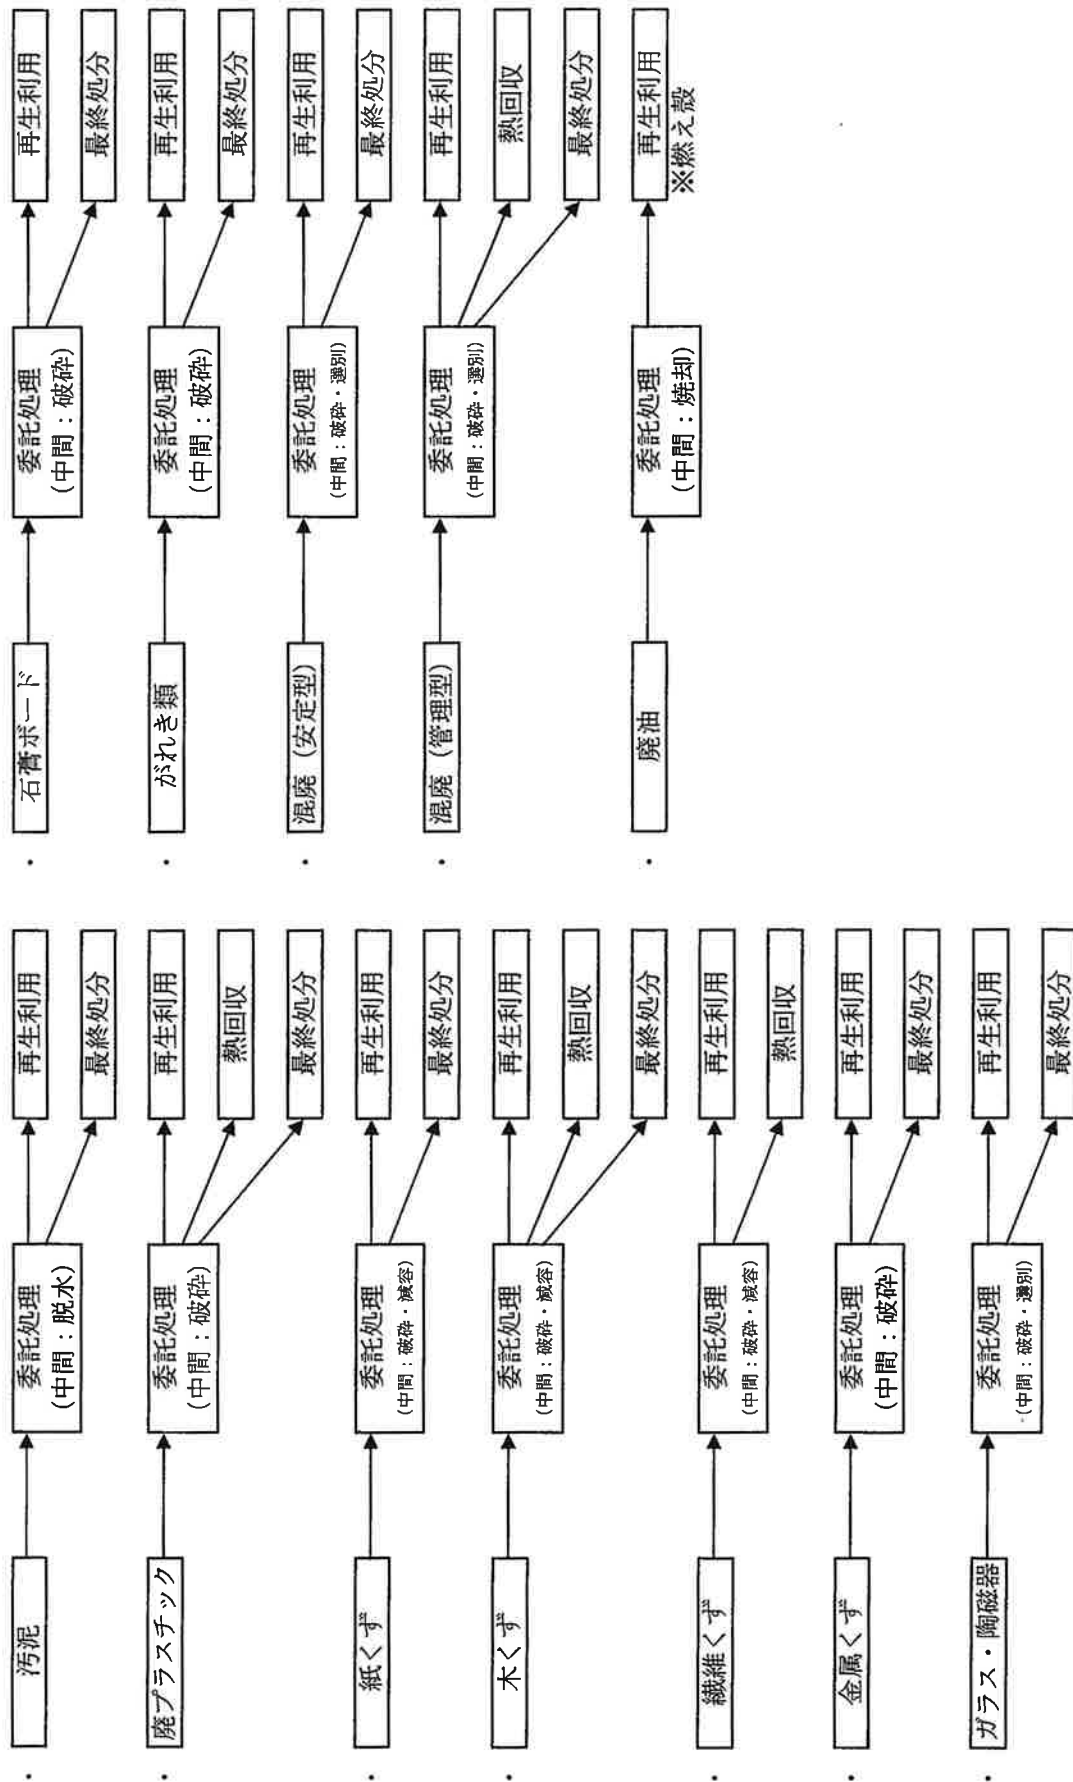 ・ 汚泥
委託処理
(中間：脱水)
再生利用
最終処分
・ 廃プラスチック
委託処理
(中間：破砕)
再生利用
熱回収
最終処分
・ 紙くず
委託処理
(中間：破砕・減容)
再生利用
最終処分
・ 木くず
委託処理
(中間：破砕・減容)
再生利用
熱回収
最終処分
・ 繊維くず
委託処理
(中間：破砕・減容)
再生利用
熱回収
・ 金属くず
委託処理
(中間：破砕)
再生利用
最終処分
・ ガラス・陶磁器
委託処理
(中間：破砕・選別)
再生利用
最終処分
・ 石膏ボード
委託処理
(中間：破砕)
再生利用
最終処分
・ がれき類
委託処理
(中間：破砕)
再生利用
最終処分
・ 混廃（安定型）
委託処理
(中間：破砕・選別)
再生利用
最終処分
・ 混廃（管理型）
委託処理
(中間：破砕・選別)
再生利用
熱回収
最終処分
・ 廃油
委託処理
(中間：焼却)
再生利用
※燃え殻